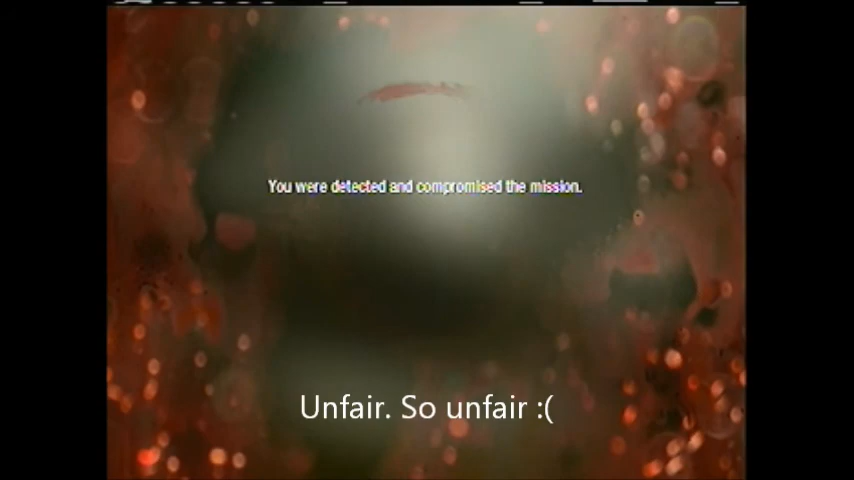 You were detected and compromised the mission.
Unfair. So unfair :(